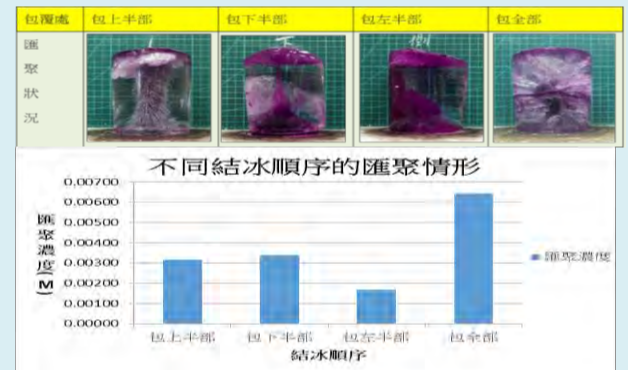 包覆處 包上半部 包下半部 包左半部 包全部
匯聚狀況
不同結冰順序的匯聚情形
匯聚濃度(M)
0.00700
0.00600
0.00500
0.00400
0.00300
0.00200
0.00100
0.00000
包上半部 包下半部 包左半部 包全部
結冰順序
匯聚濃度